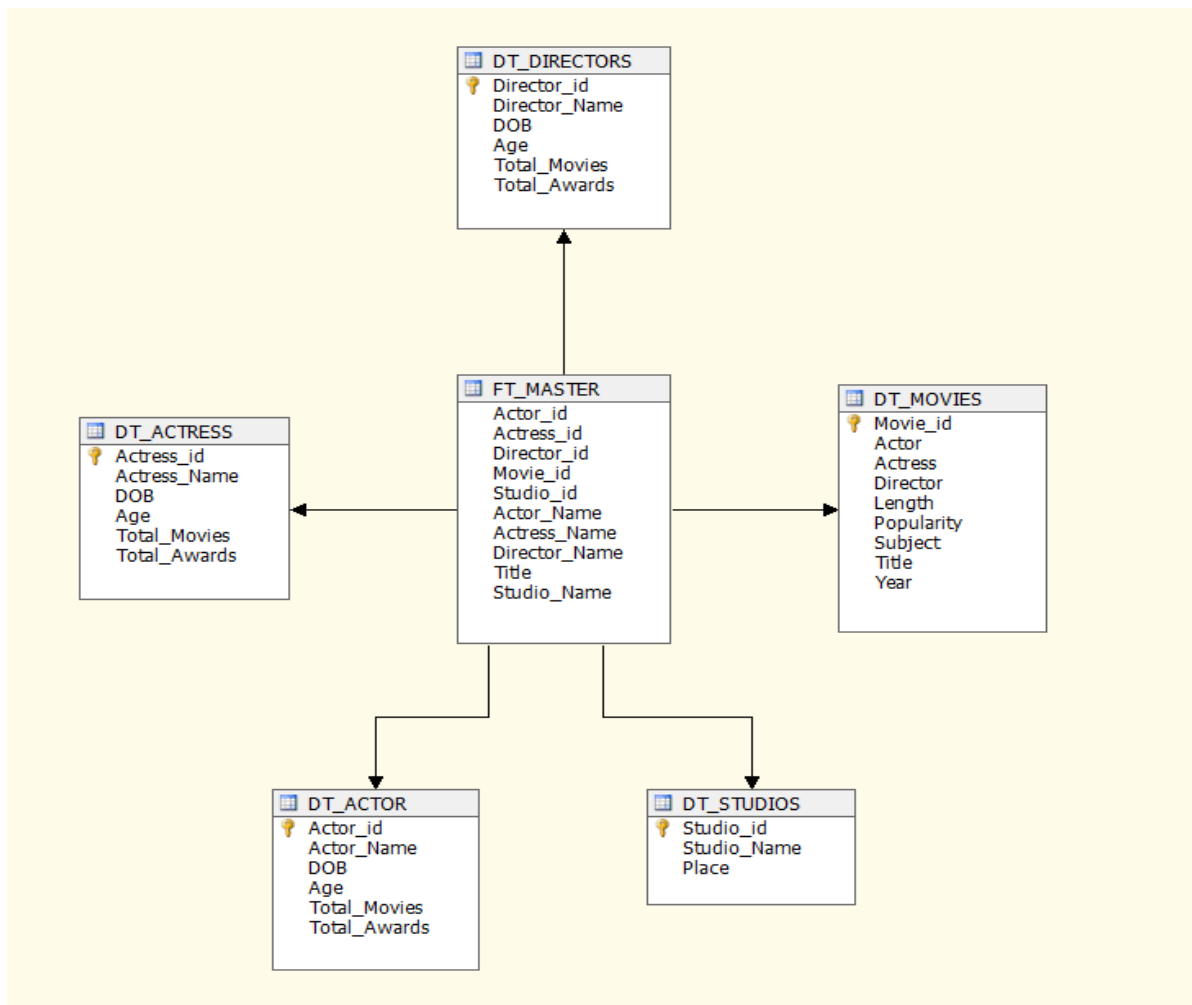 DT_DIRECTORS
Director_id
Director_Name
DOB
Age
Total_Movies
Total_Awards
FT_MASTER
Actor_id
Actress_id
Director_id
Movie_id
Studio_id
Actor_Name
Actress_Name
Director_Name
Title
Studio_Name
DT_MOVIES
Movie_id
Actor
Actress
Director
Length
Popularity
Subject
Title
Year
DT_ACTRESS
Actress_id
Actress_Name
DOB
Age
Total_Movies
Total_Awards
DT_ACTOR
Actor_id
Actor_Name
DOB
Age
Total_Movies
Total_Awards
DT_STUDIOS
Studio_id
Studio_Name
Place